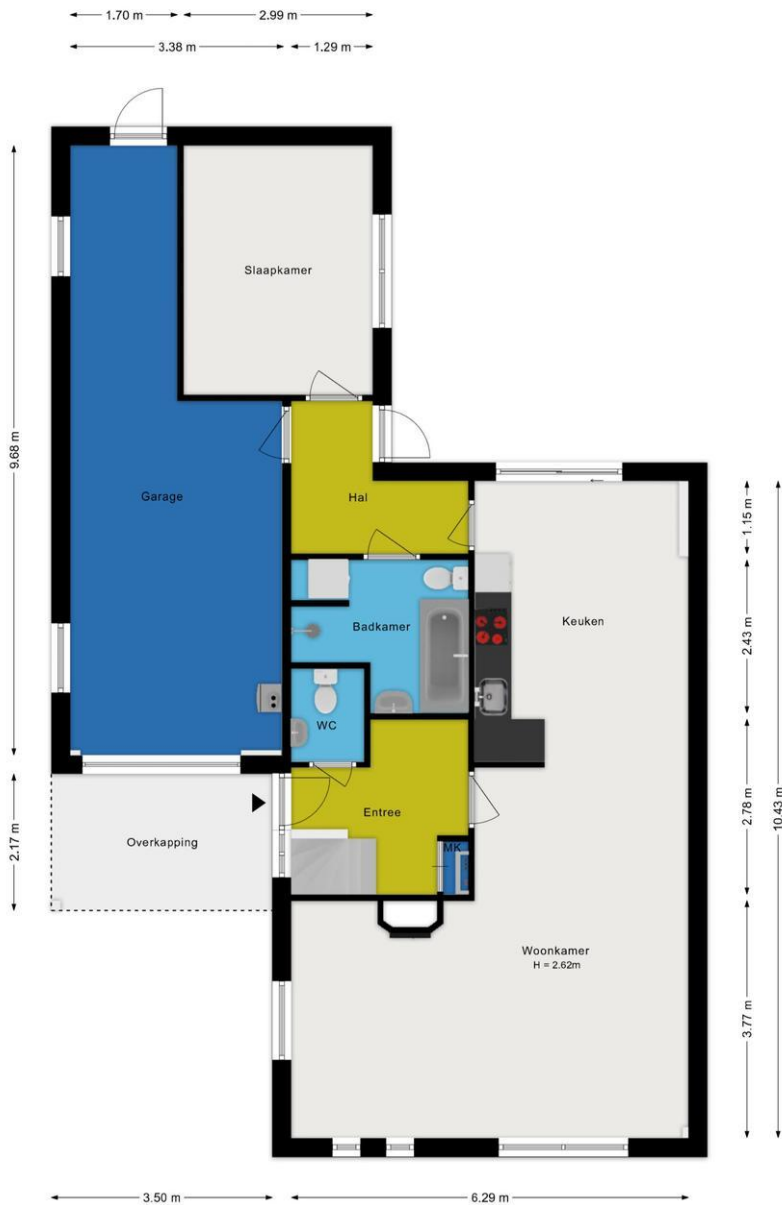 1.70 m
2.99 m
3.38 m
1.29 m
Slaapkamer
9.68 m
Garage
Hal
1.15 m
Badkamer
Keuken
2.43 m
WC
Entree
2.78 m
10.43 m
Overkapping
MK
2.17 m
Woonkamer
H = 2.62m
3.77 m
3.50 m
6.29 m